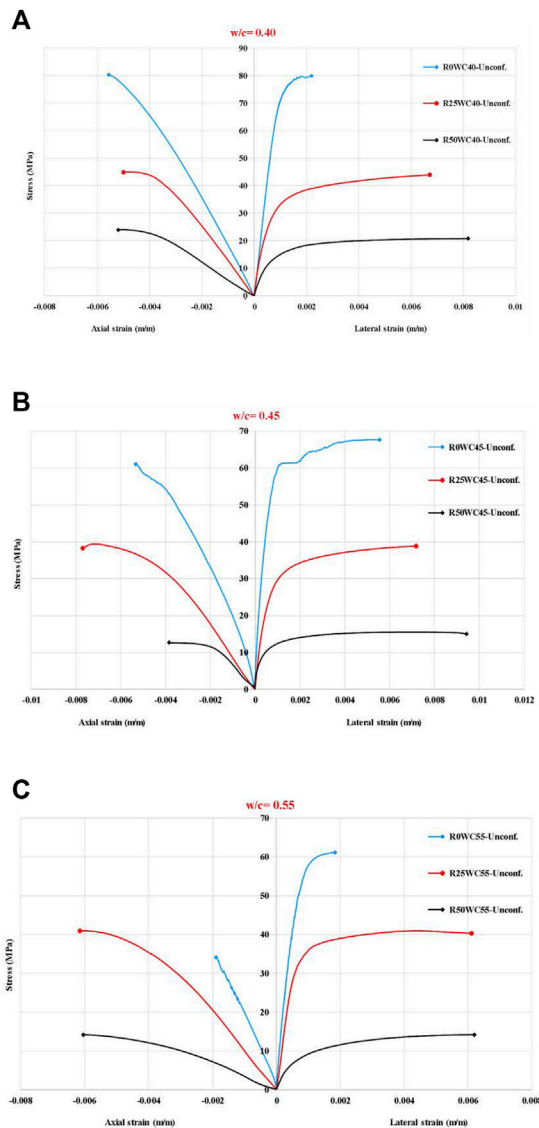 A
w/c= 0.40
90
80
70
60
50
40
30
20
10
0
Stress (MPa)
R0WC40-Unconf.
R25WC40-Unconf.
R50WC40-Unconf.
-0.008 -0.006 -0.004 -0.002 0 0.002 0.004 0.006 0.008 0.01
Axial strain (m/m) Lateral strain (m/m)
B
w/c= 0.45
70
60
50
40
30
20
10
0
Stress (MPa)
R0WC45-Unconf.
R25WC45-Unconf.
R50WC45-Unconf.
-0.01 -0.008 -0.006 -0.004 -0.002 0 0.002 0.004 0.006 0.008 0.01 0.012
Axial strain (m/m) Lateral strain (m/m)
C
w/c= 0.55
70
60
50
40
30
20
10
0
Stress (MPa)
R0WC55-Unconf.
R25WC55-Unconf.
R50WC55-Unconf.
-0.008 -0.006 -0.004 -0.002 0 0.002 0.004 0.006 0.008
Axial strain (m/m) Lateral strain (m/m)